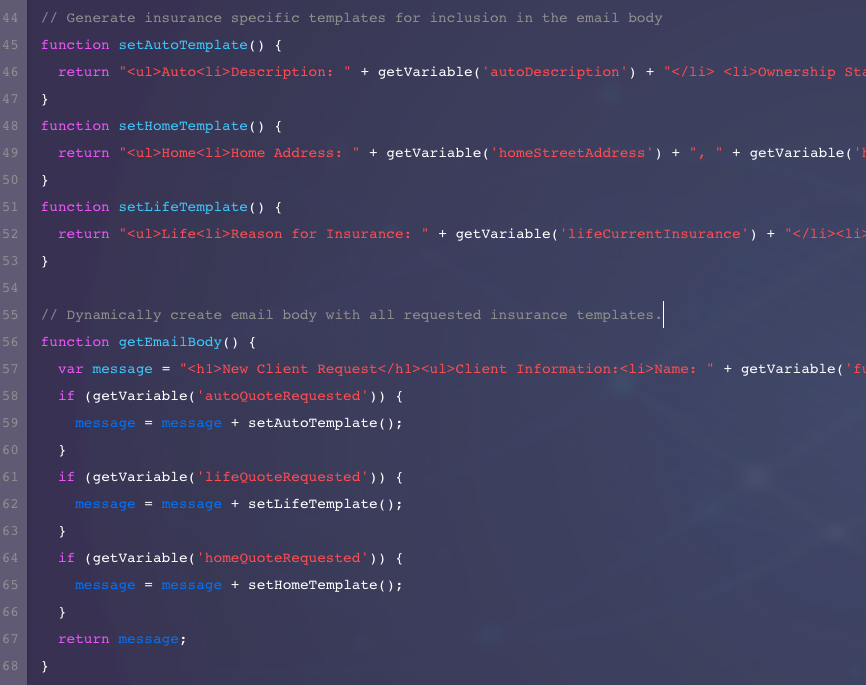 44 // Generate insurance specific templates for inclusion in the email body
45 function setAutoTemplate() {
46   return "<ul>Auto<li>Description: " + getVariable('autoDescription') + "</li> <li>Ownership Sta
47 }
48 function setHomeTemplate() {
49   return "<ul>Home<li>Home Address: " + getVariable('homeStreetAddress') + ", " + getVariable('h
50 }
51 function setLifeTemplate() {
52   return "<ul>Life<li>Reason for Insurance: " + getVariable('lifeCurrentInsurance') + "</li><li>
53 }
54
55 // Dynamically create email body with all requested insurance templates.
56 function getEmailBody() {
57   var message = "<h1>New Client Request</h1><ul>Client Information:<li>Name: " + getVariable('fu
58   if (getVariable('autoQuoteRequested')) {
59     message = message + setAutoTemplate();
60   }
61   if (getVariable('lifeQuoteRequested')) {
62     message = message + setLifeTemplate();
63   }
64   if (getVariable('homeQuoteRequested')) {
65     message = message + setHomeTemplate();
66   }
67   return message;
68 }